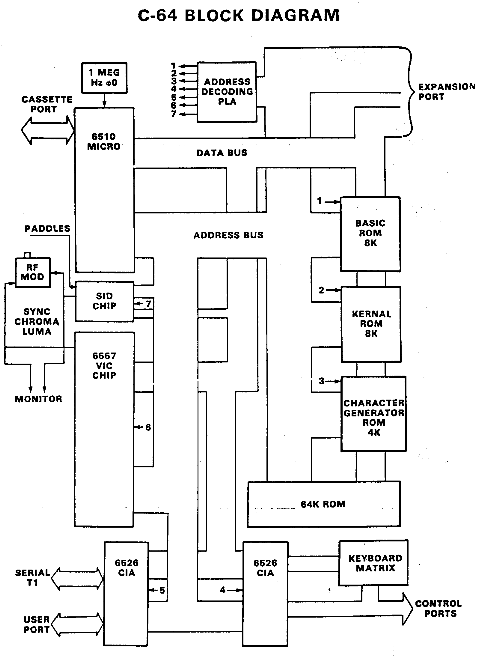 C-64 BLOCK DIAGRAM
1 MEG
Hz ø0
1
2
3
4
5
6
7
ADDRESS
DECODING
PLA
EXPANSION
PORT
CASSETTE
PORT
6510
MICRO
DATA BUS
1
BASIC
ROM
8K
PADDLES
ADDRESS BUS
RF
MOD
SID
CHIP
7
2
KERNAL
ROM
8K
SYNC
CHROMA
LUMA
6567
VIC
CHIP
3
CHARACTER
GENERATOR
ROM
4K
MONITOR
6
64K ROM
6526
CIA
6526
CIA
KEYBOARD
MATRIX
SERIAL
T1
5
4
CONTROL
PORTS
USER
PORT